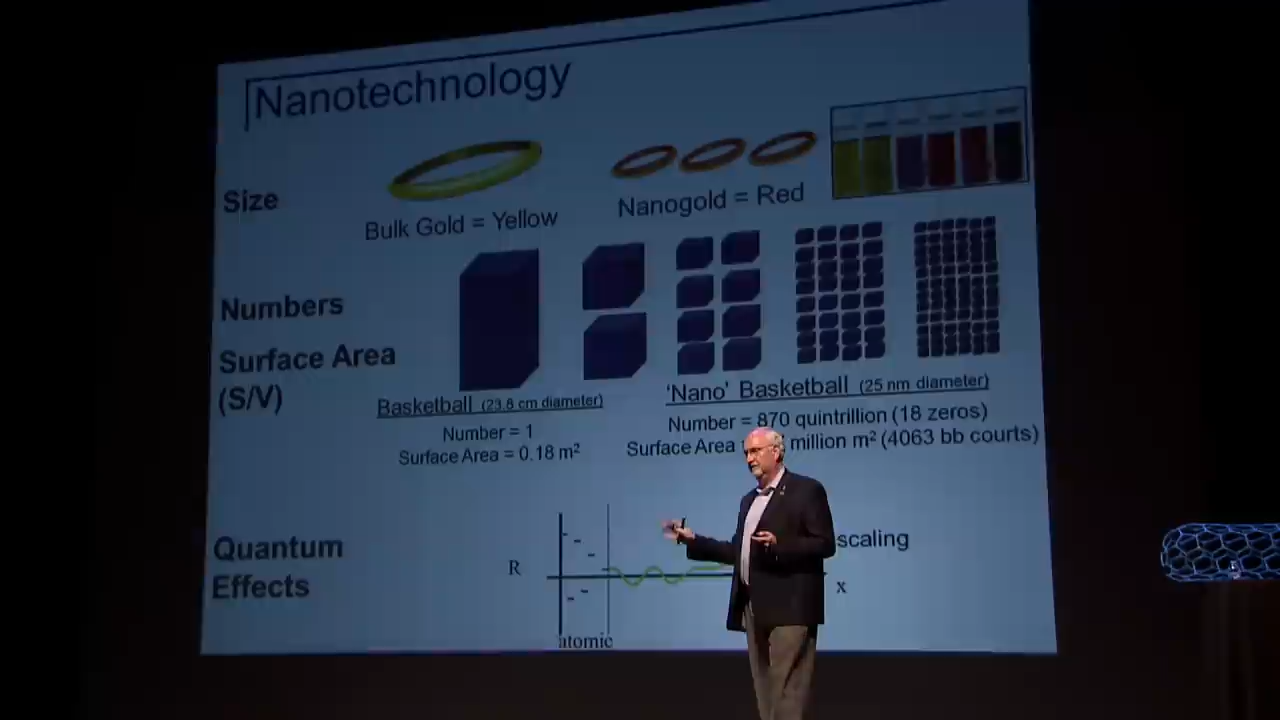 Nanotechnology
Size
Bulk Gold = Yellow
Nanogold = Red
Numbers
Surface Area
(S/V)
Basketball (23.8 cm diameter)
Number = 1
Surface Area = 0.18 m²
'Nano' Basketball (25 nm diameter)
Number = 870 quintrillion (18 zeros)
Surface Area million m² (4063 bb courts)
Quantum
Effects
R
scaling
x
atomic